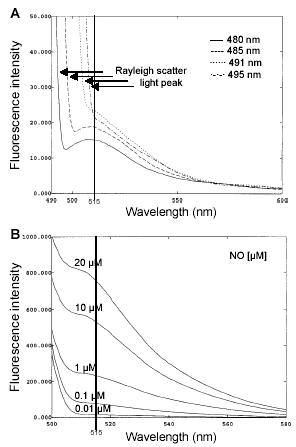 A
Fluorescence intensity
50.000
40.000
30.000
20.000
10.000
0.000
480 nm
485 nm
491 nm
495 nm
Rayleigh scatter
light peak
500
515
550
Wavelength (nm)
B
Fluorescence intensity
NO [µM]
800.000
600.000
400.000
200.000
0.000
20 µM
10 µM
1 µM
0.1 µM
0.01 µM
500
515
520
540
560
580
Wavelength (nm)